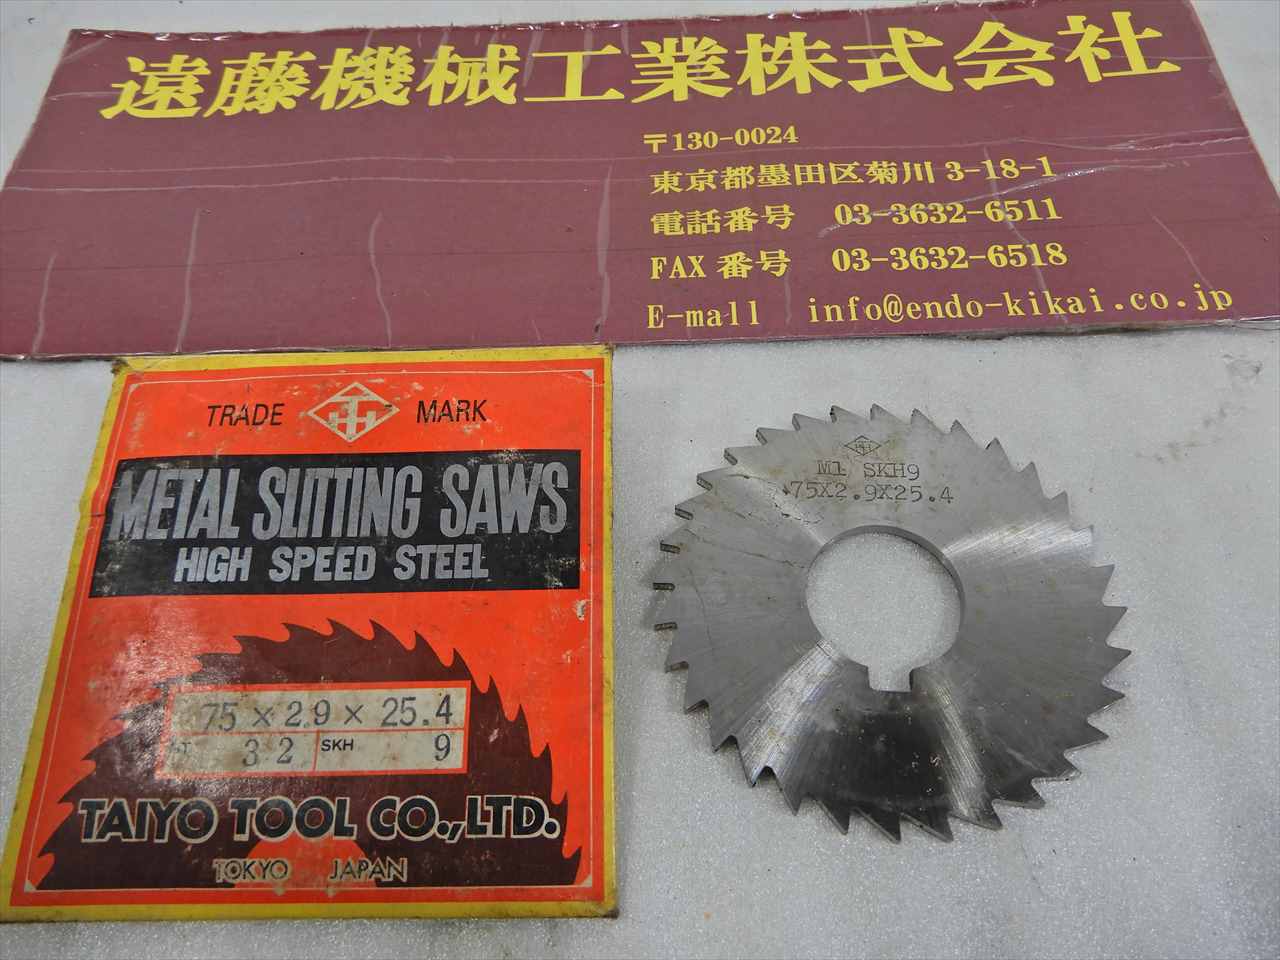 遠藤機械工業株式会社
〒130-0024
東京都墨田区菊川 3-18-1
電話番号 03-3632-6511
FAX 番号 03-3632-6518
E-mall info@endo-kikai.co.jp
TRADE MARK
METAL SLITTING SAWS
HIGH SPEED STEEL
75 × 2.9 × 25.4
32 SKH 9
TAIYO TOOL CO.,LTD.
TOKYO JAPAN
M1 SKH9
75X2.9X25.4